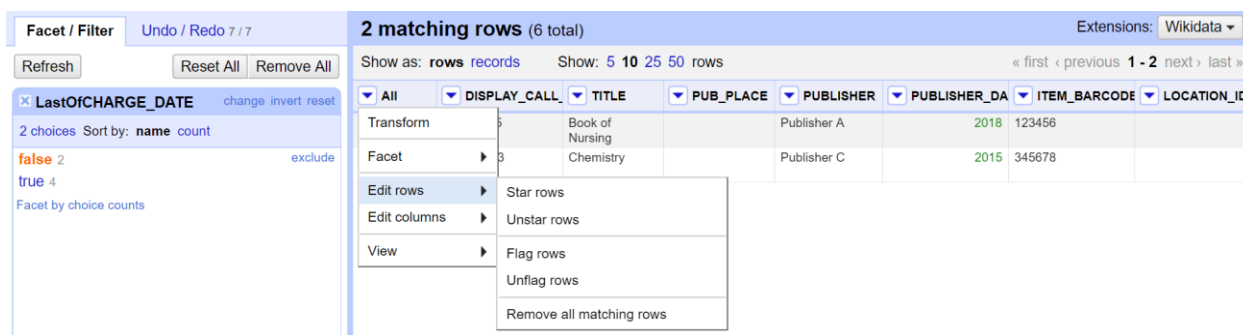 Facet / Filter Undo / Redo 7 / 7
Refresh Reset All Remove All
LastOfCHARGE_DATE change invert reset
2 choices Sort by: name count
false 2 exclude
true 4
Facet by choice counts
2 matching rows (6 total) Extensions: Wikidata
Show as: rows records Show: 5 10 25 50 rows « first ‹ previous 1 - 2 next › last »
All DISPLAY_CALL_ TITLE PUB_PLACE PUBLISHER PUBLISHER_DA ITEM_BARCODE LOCATION_ID
5 Book of Nursing Publisher A 2018 123456
3 Chemistry Publisher C 2015 345678
Transform
Facet
Edit rows
Edit columns
View
Star rows
Unstar rows
Flag rows
Unflag rows
Remove all matching rows